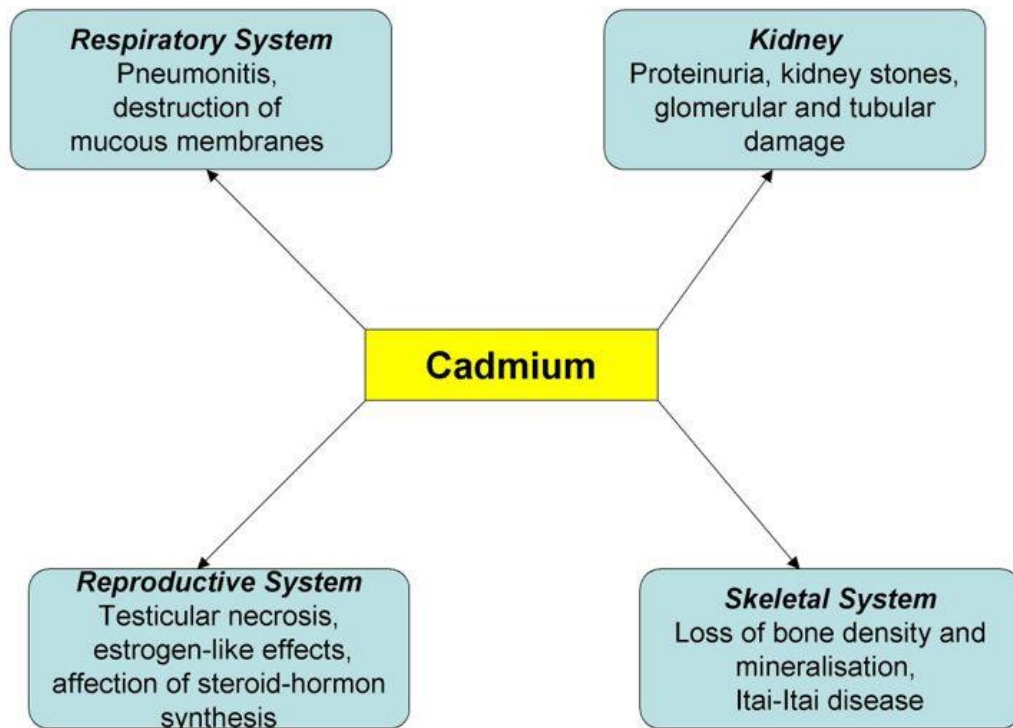 Respiratory System
Pneumonitis,
destruction of
mucous membranes
Kidney
Proteinuria, kidney stones,
glomerular and tubular
damage
Cadmium
Reproductive System
Testicular necrosis,
estrogen-like effects,
affection of steroid-hormon
synthesis
Skeletal System
Loss of bone density and
mineralisation,
Itai-Itai disease